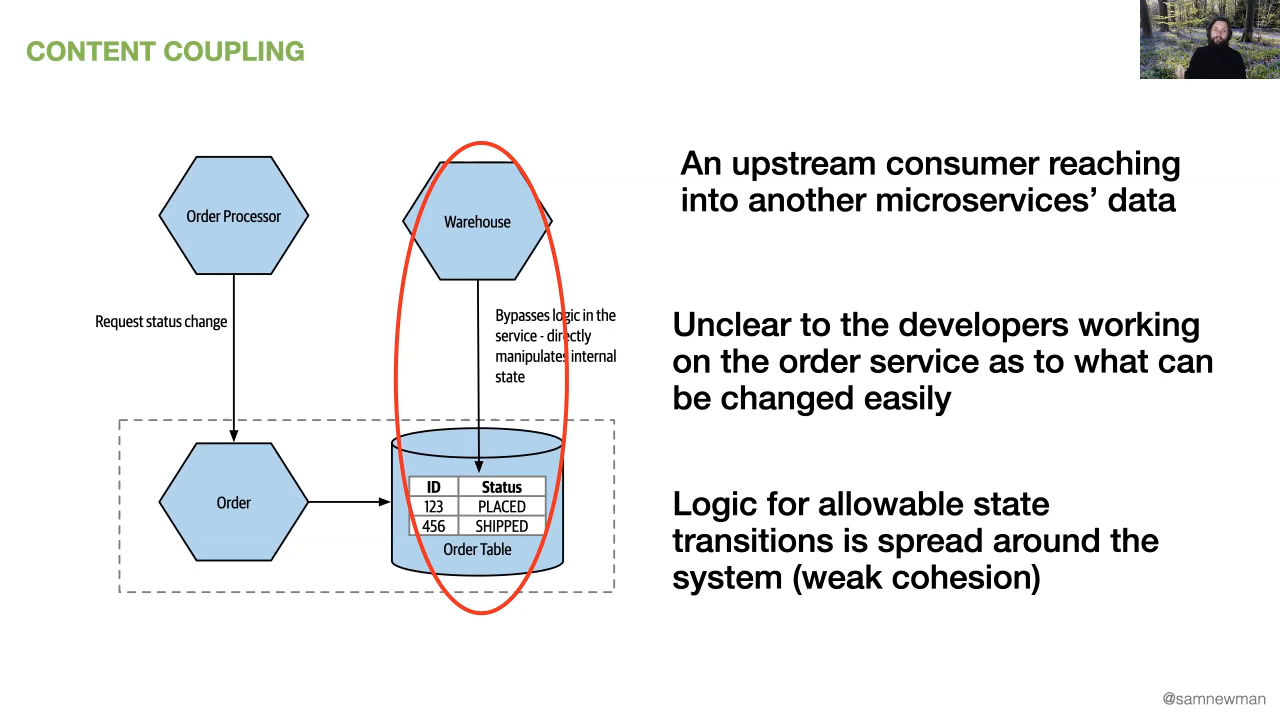 CONTENT COUPLING
Order Processor
Warehouse
Request status change
Bypasses logic in the
service - directly
manipulates internal
state
Order
ID Status
123 PLACED
456 SHIPPED
Order Table
An upstream consumer reaching
into another microservices’ data
Unclear to the developers working
on the order service as to what can
be changed easily
Logic for allowable state
transitions is spread around the
system (weak cohesion)
@samnewman